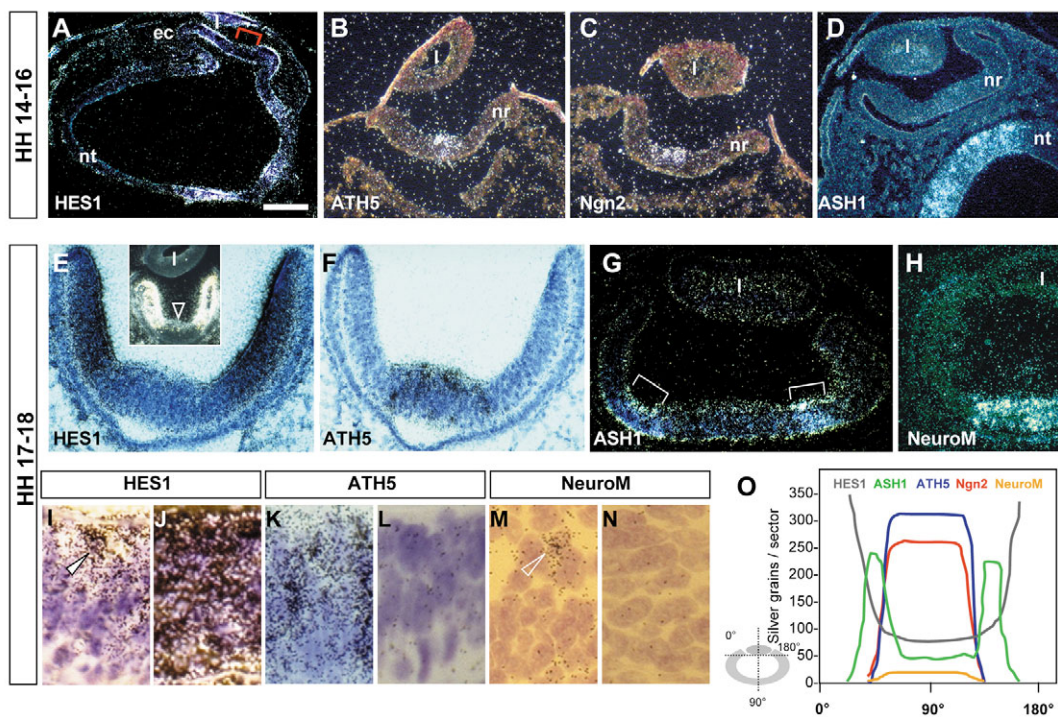 HH 14-16
A
ec
l
nt
HES1
B
l
nr
ATH5
C
l
nr
Ngn2
D
l
nr
nt
ASH1
HH 17-18
E
l
HES1
F
ATH5
G
l
ASH1
H
l
NeuroM
HES1
ATH5
NeuroM
I
J
K
L
M
N
O
HES1 ASH1 ATH5 Ngn2 NeuroM
Silver grains / sector
350
300
250
200
150
100
50
0
0° 90° 180°
0°
180°
90°